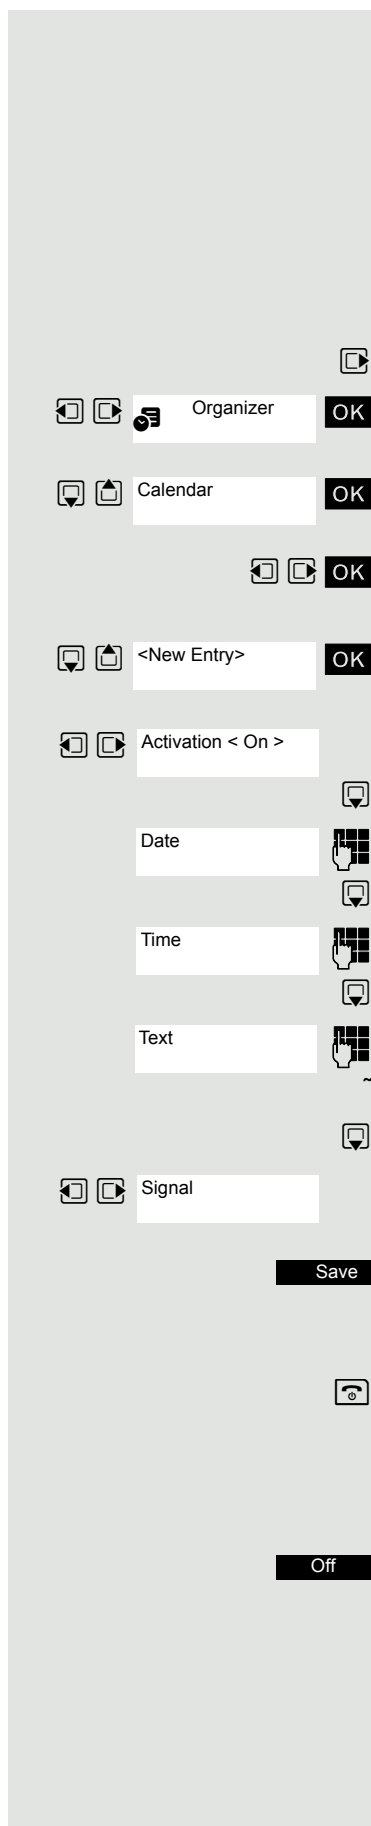 Organizer OK
Calendar OK
OK
<New Entry> OK
Activation < On >
Date
Time
Text
~
Signal
Save
Off